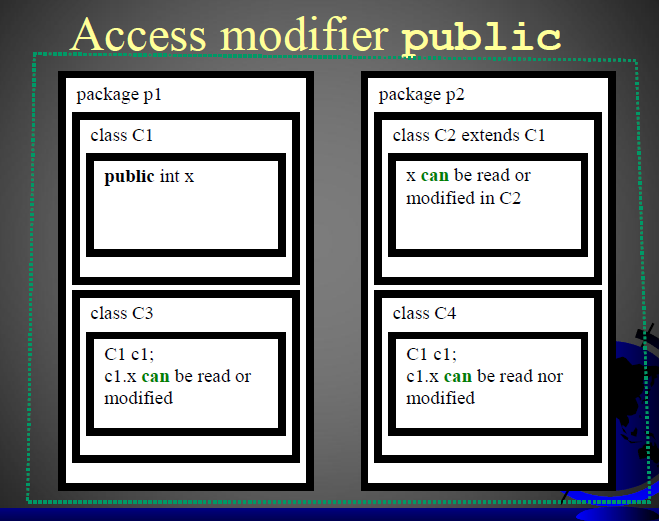 Access modifier public
package p1
class C1
public int x
class C3
C1 c1;
c1.x can be read or
modified
package p2
class C2 extends C1
x can be read or
modified in C2
class C4
C1 c1;
c1.x can be read nor
modified